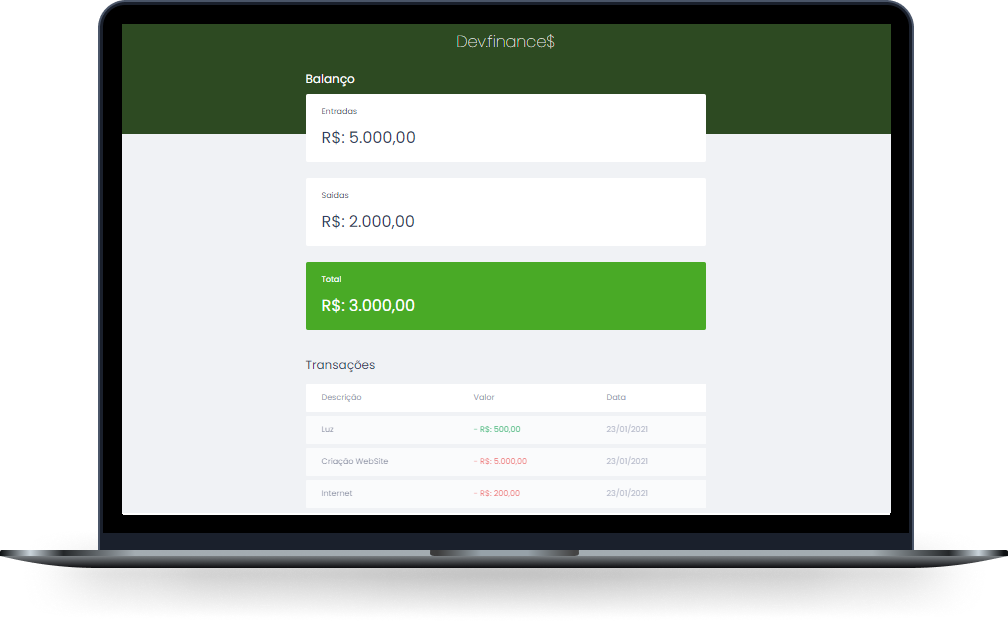 Dev.finance$
Balanço
Entradas
R$: 5.000,00
Saídas
R$: 2.000,00
Total
R$: 3.000,00
Transações
Descrição Valor Data
Luz - R$: 500,00 23/01/2021
Criação WebSite - R$: 5.000,00 23/01/2021
Internet - R$: 200,00 23/01/2021